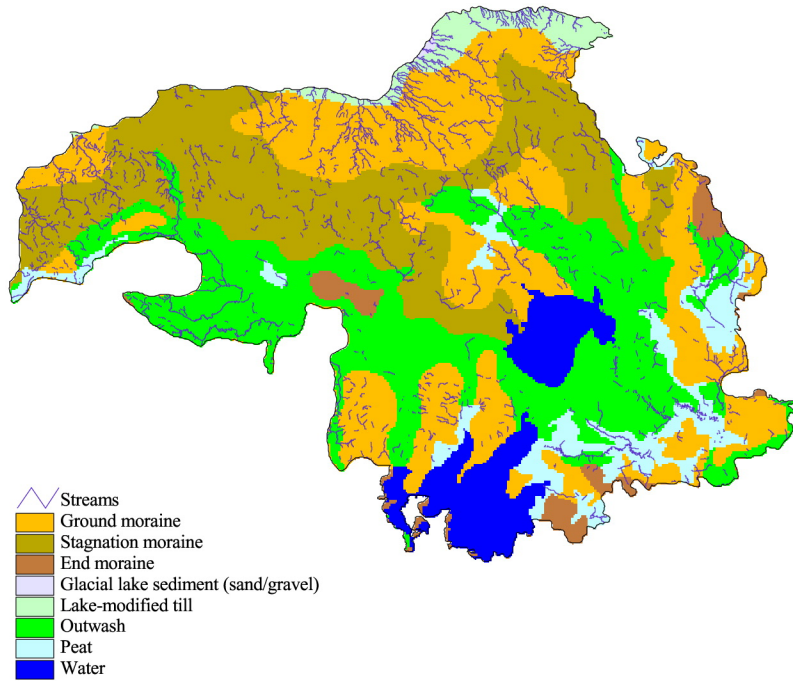 Streams
Ground moraine
Stagnation moraine
End moraine
Glacial lake sediment (sand/gravel)
Lake-modified till
Outwash
Peat
Water